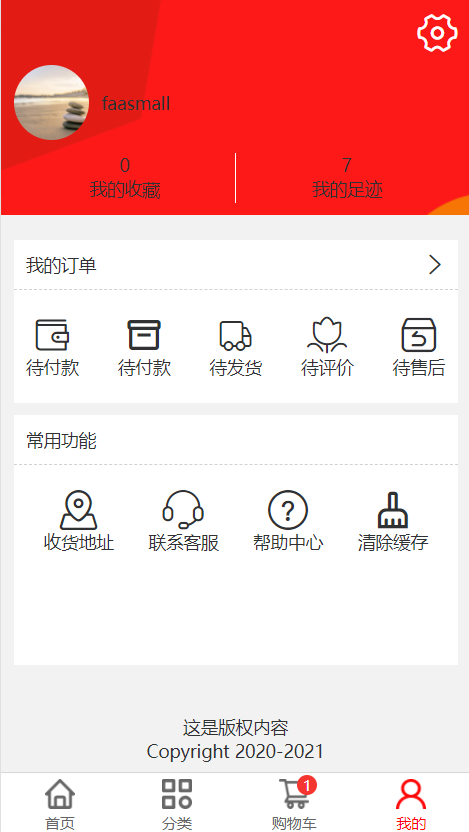 faasmall
0
我的收藏
7
我的足迹
我的订单
待付款 待付款 待发货 待评价 待售后
常用功能
收货地址 联系客服 帮助中心 清除缓存
这是版权内容
Copyright 2020-2021
1
首页 分类 购物车 我的